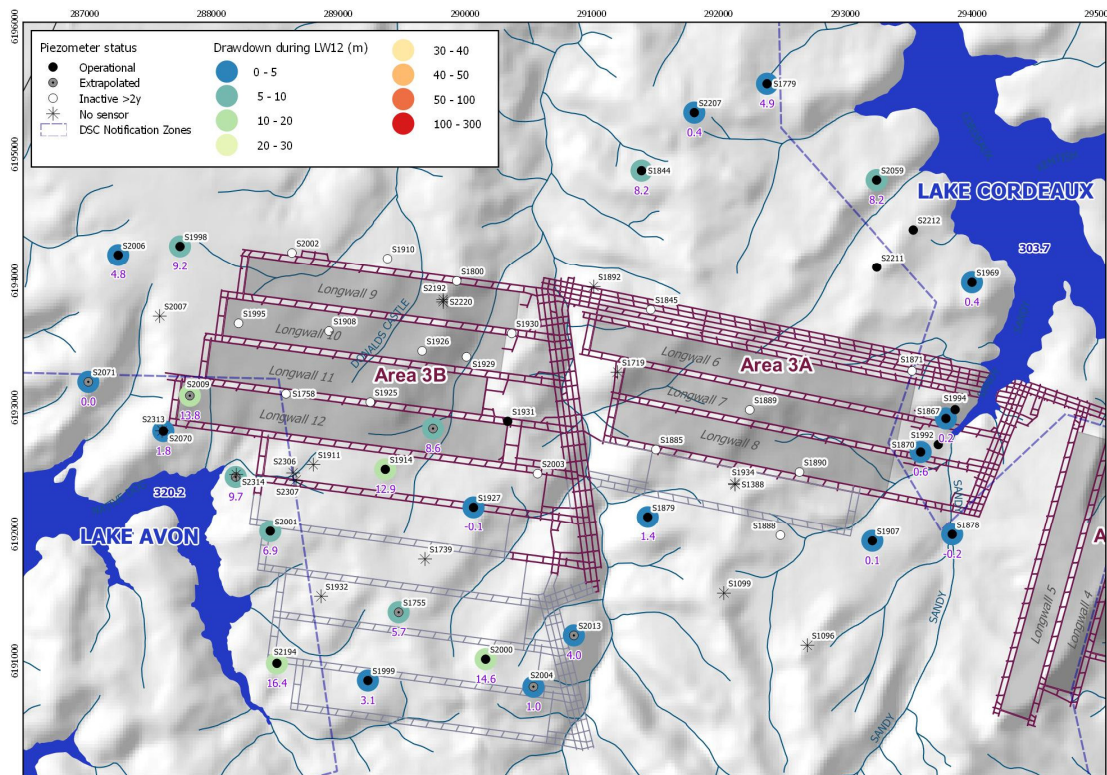 287000
288000
289000
290000
291000
292000
293000
294000
6196000
6195000
6194000
6193000
6192000
6191000
Piezometer status
Operational
Extrapolated
Inactive >2y
No sensor
DSC Notification Zones
Drawdown during LW12 (m)
0 - 5
5 - 10
10 - 20
20 - 30
30 - 40
40 - 50
50 - 100
100 - 300
S1779
4.9
S2207
0.4
S1844
8.2
S2059
8.2
LAKE CORDEAUX
303.7
S2212
S2211
S1969
0.4
S2006
4.8
S1998
9.2
S2002
S1910
S1800
S2192
S2220
S1892
S1845
S2007
S1995
S1908
S1930
S1926
S1929
Longwall 9
Longwall 10
DONALDS CASTLE
Longwall 11
Area 3B
Longwall 12
Longwall 6
Area 3A
Longwall 7
Longwall 8
S1719
S1871
S2071
0.0
S2009
13.8
S1758
S1925
S1931
S1889
S1994
S1867
0.2
S2313
S2070
1.8
8.6
S1885
S1992
S1870
0.6
S2306
S1911
S1914
12.9
S2003
S1934
S1388
S1890
S2314
9.7
S2307
320.2
LAKE AVON
S1927
-0.1
S1879
1.4
S1888
S1907
0.1
S1878
-0.2
SANDY
S2001
6.9
S1739
S1932
S1755
5.7
S1099
S1096
SANDY
S2013
4.0
S2194
16.4
S1999
3.1
S2000
14.6
S2004
1.0
SANDY
Longwall 5
Longwall 4
A